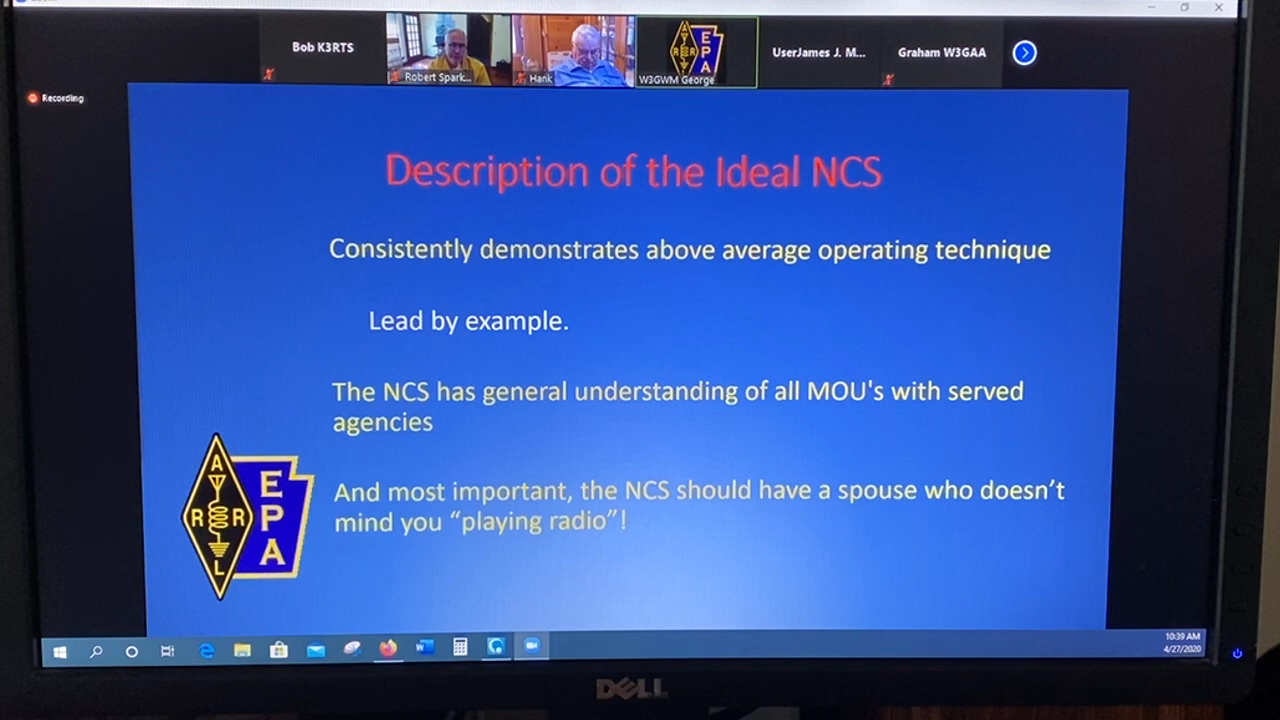 Bob K3RTS
Robert Spark...
Hank
A
R R
L
E
P
A
W3GWM George
UserJames J. M...
Graham W3GAA
Recording
Description of the Ideal NCS
Consistently demonstrates above average operating technique
Lead by example.
The NCS has general understanding of all MOU's with served
agencies
And most important, the NCS should have a spouse who doesn't
mind you “playing radio”!
A
R R
L
E
P
A
10:39 AM
4/27/2020
DELL